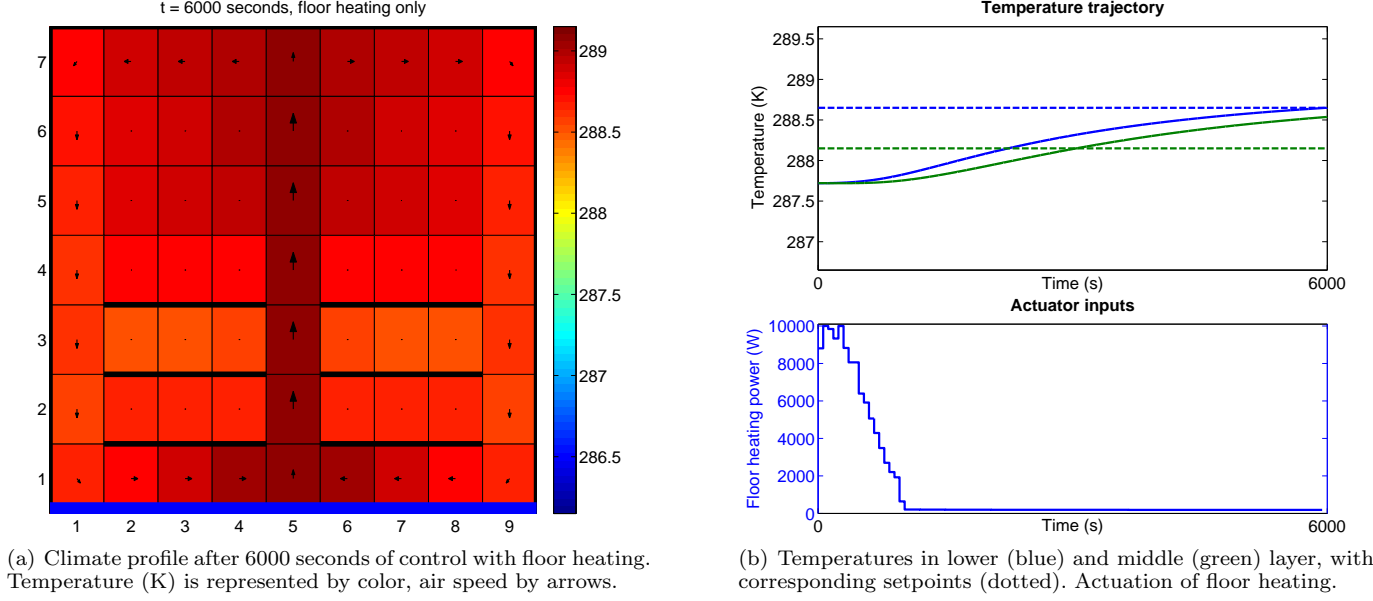 t = 6000 seconds, floor heating only
7
6
5
4
3
2
1
1 2 3 4 5 6 7 8 9
289
288.5
288
287.5
287
286.5
(a) Climate profile after 6000 seconds of control with floor heating.
Temperature (K) is represented by color, air speed by arrows.
Temperature trajectory
Temperature (K)
289.5
289
288.5
288
287.5
287
0 Time (s) 6000
Actuator inputs
Floor heating power (W)
10000
8000
6000
4000
2000
0
0 Time (s) 6000
(b) Temperatures in lower (blue) and middle (green) layer, with
corresponding setpoints (dotted). Actuation of floor heating.